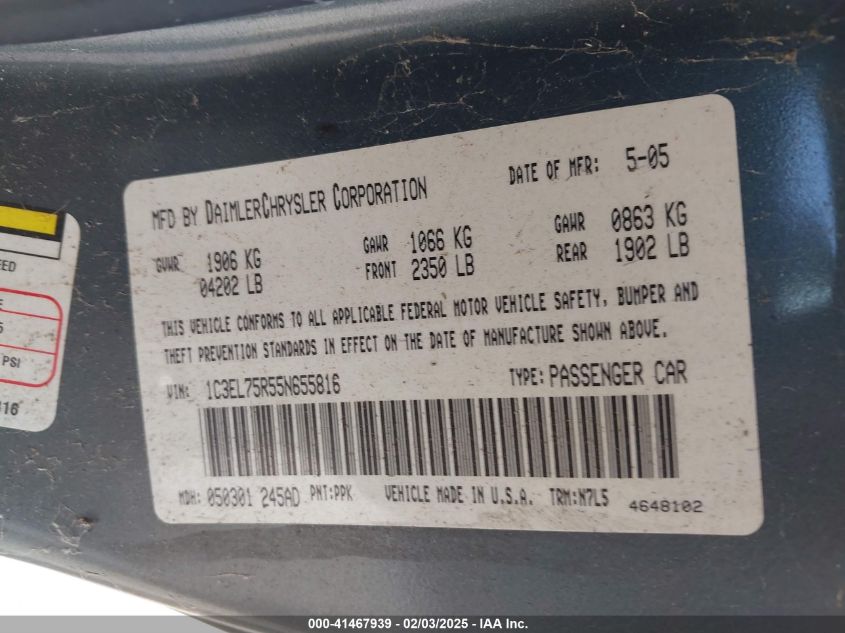 MFD BY DAIMLERCHRYSLER CORPORATION
DATE OF MFR: 5-05
GVWR 1906 KG
04202 LB
GAWR 1066 KG
FRONT 2350 LB
GAWR 0863 KG
REAR 1902 LB
THIS VEHICLE CONFORMS TO ALL APPLICABLE FEDERAL MOTOR VEHICLE SAFETY, BUMPER AND
THEFT PREVENTION STANDARDS IN EFFECT ON THE DATE OF MANUFACTURE SHOWN ABOVE.
VIN: 1C3EL75R55N655816
TYPE: PASSENGER CAR
MDH: 050301 245AD PNT:PPK VEHICLE MADE IN U.S.A. TRM:N7L5 4648102
PSI
000-41467939 - 02/03/2025 - IAA Inc.